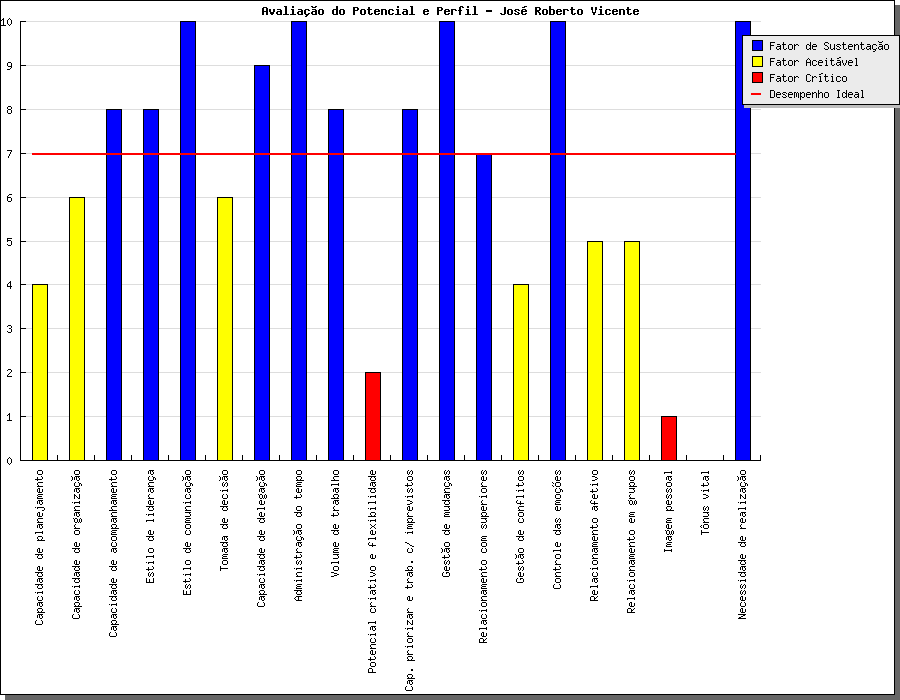 Avaliação do Potencial e Perfil - José Roberto Vicente
Fator de Sustentação
Fator Aceitável
Fator Crítico
Desempenho Ideal
10
9
8
7
6
5
4
3
2
1
0
Capacidade de planejamento
Capacidade de organização
Capacidade de acompanhamento
Estilo de liderança
Estilo de comunicação
Tomada de decisão
Capacidade de delegação
Administração do tempo
Volume de trabalho
Potencial criativo e flexibilidade
Cap. priorizar e trab. c/ imprevistos
Gestão de mudanças
Relacionamento com superiores
Gestão de conflitos
Controle das emoções
Relacionamento afetivo
Relacionamento em grupos
Imagem pessoal
Tônus vital
Necessidade de realização